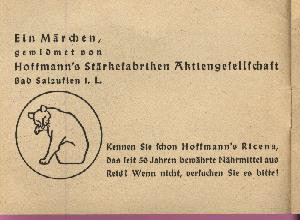 Ein Märchen,
gewidmet von
Hoffmann's Stärkefabriken Aktiengesellschaft
Bad Salzuflen i. L.
Kennen Sie schon Hoffmann's Ricena,
das seit 50 Jahren bewährte Nährmittel aus
Reis? Wenn nicht, versuchen Sie es bitte!